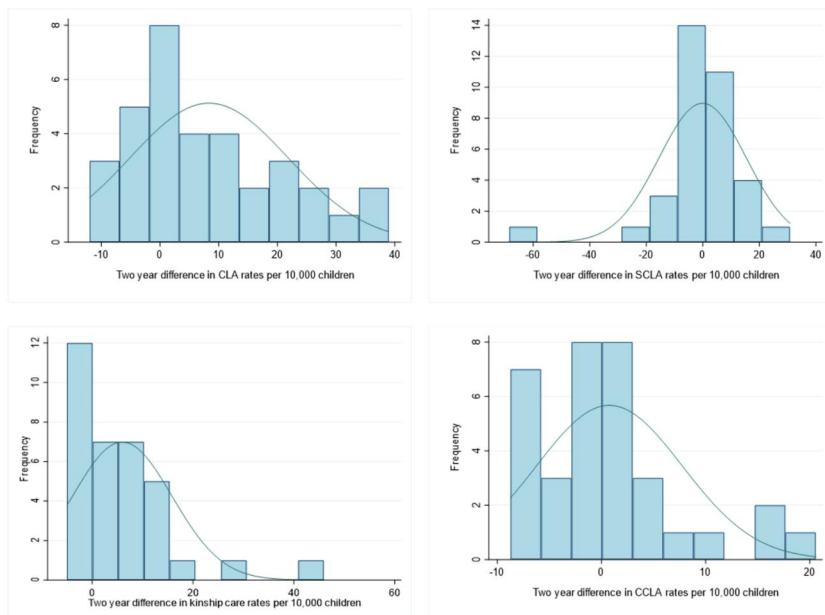 8
6
4
2
0
Frequency
-10 0 10 20 30 40
Two year difference in CLA rates per 10,000 children
14
12
10
8
6
4
2
0
Frequency
-60 -40 -20 0 20 40
Two year difference in SCLA rates per 10,000 children
12
10
8
6
4
2
0
Frequency
0 20 40 60
Two year difference in kinship care rates per 10,000 children
8
6
4
2
0
Frequency
-10 0 10 20
Two year difference in CCLA rates per 10,000 children